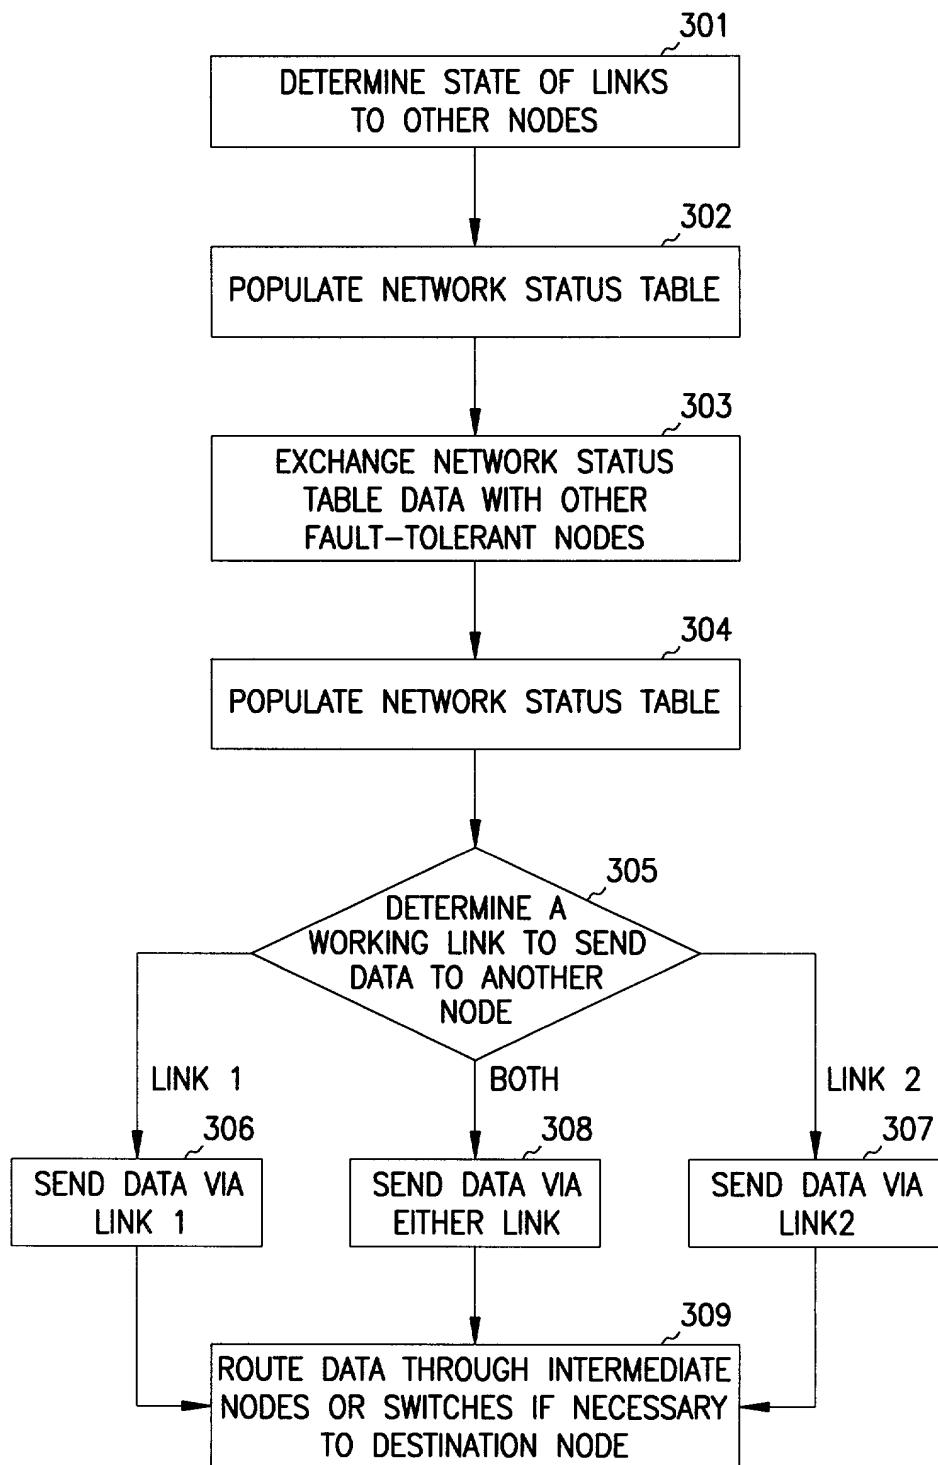 301
DETERMINE STATE OF LINKS
TO OTHER NODES
302
POPULATE NETWORK STATUS TABLE
303
EXCHANGE NETWORK STATUS
TABLE DATA WITH OTHER
FAULT-TOLERANT NODES
304
POPULATE NETWORK STATUS TABLE
305
DETERMINE A
WORKING LINK TO SEND
DATA TO ANOTHER
NODE
LINK 1
BOTH
LINK 2
306
SEND DATA VIA
LINK 1
308
SEND DATA VIA
EITHER LINK
307
SEND DATA VIA
LINK2
309
ROUTE DATA THROUGH INTERMEDIATE
NODES OR SWITCHES IF NECESSARY
TO DESTINATION NODE